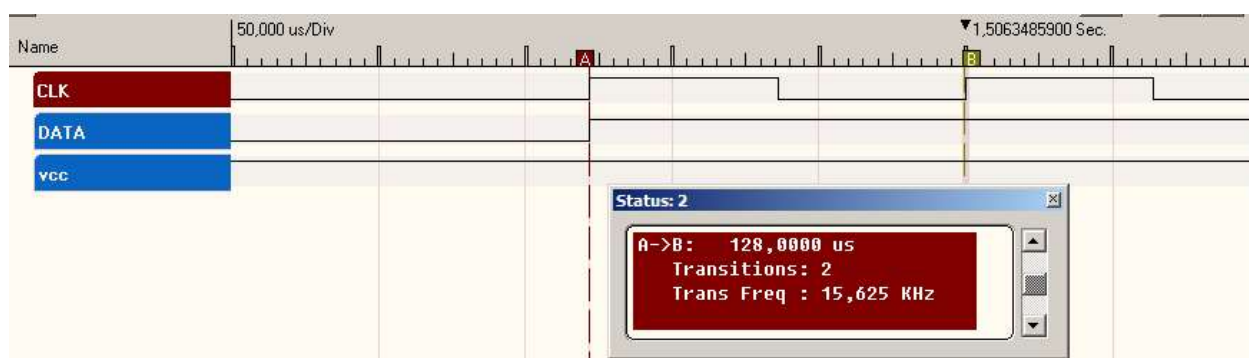 50,000 us/Div
1,5063485900 Sec.
Name
A
B
CLK
DATA
vcc
Status: 2
A->B: 128,0000 us
Transitions: 2
Trans Freq : 15,625 KHz